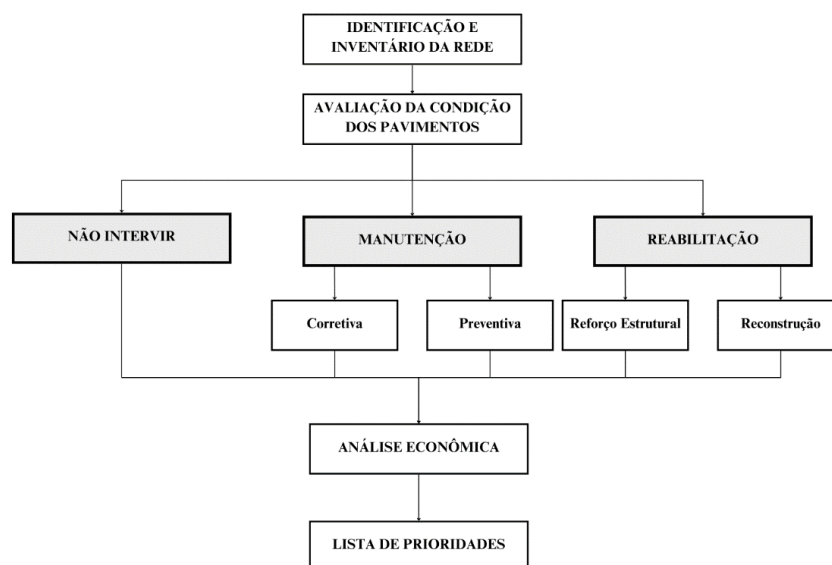 IDENTIFICAÇÃO E
INVENTÁRIO DA REDE
AVALIAÇÃO DA CONDIÇÃO
DOS PAVIMENTOS
NÃO INTERVIR
MANUTENÇÃO
REABILITAÇÃO
Corretiva
Preventiva
Reforço Estrutural
Reconstrução
ANÁLISE ECONÔMICA
LISTA DE PRIORIDADES